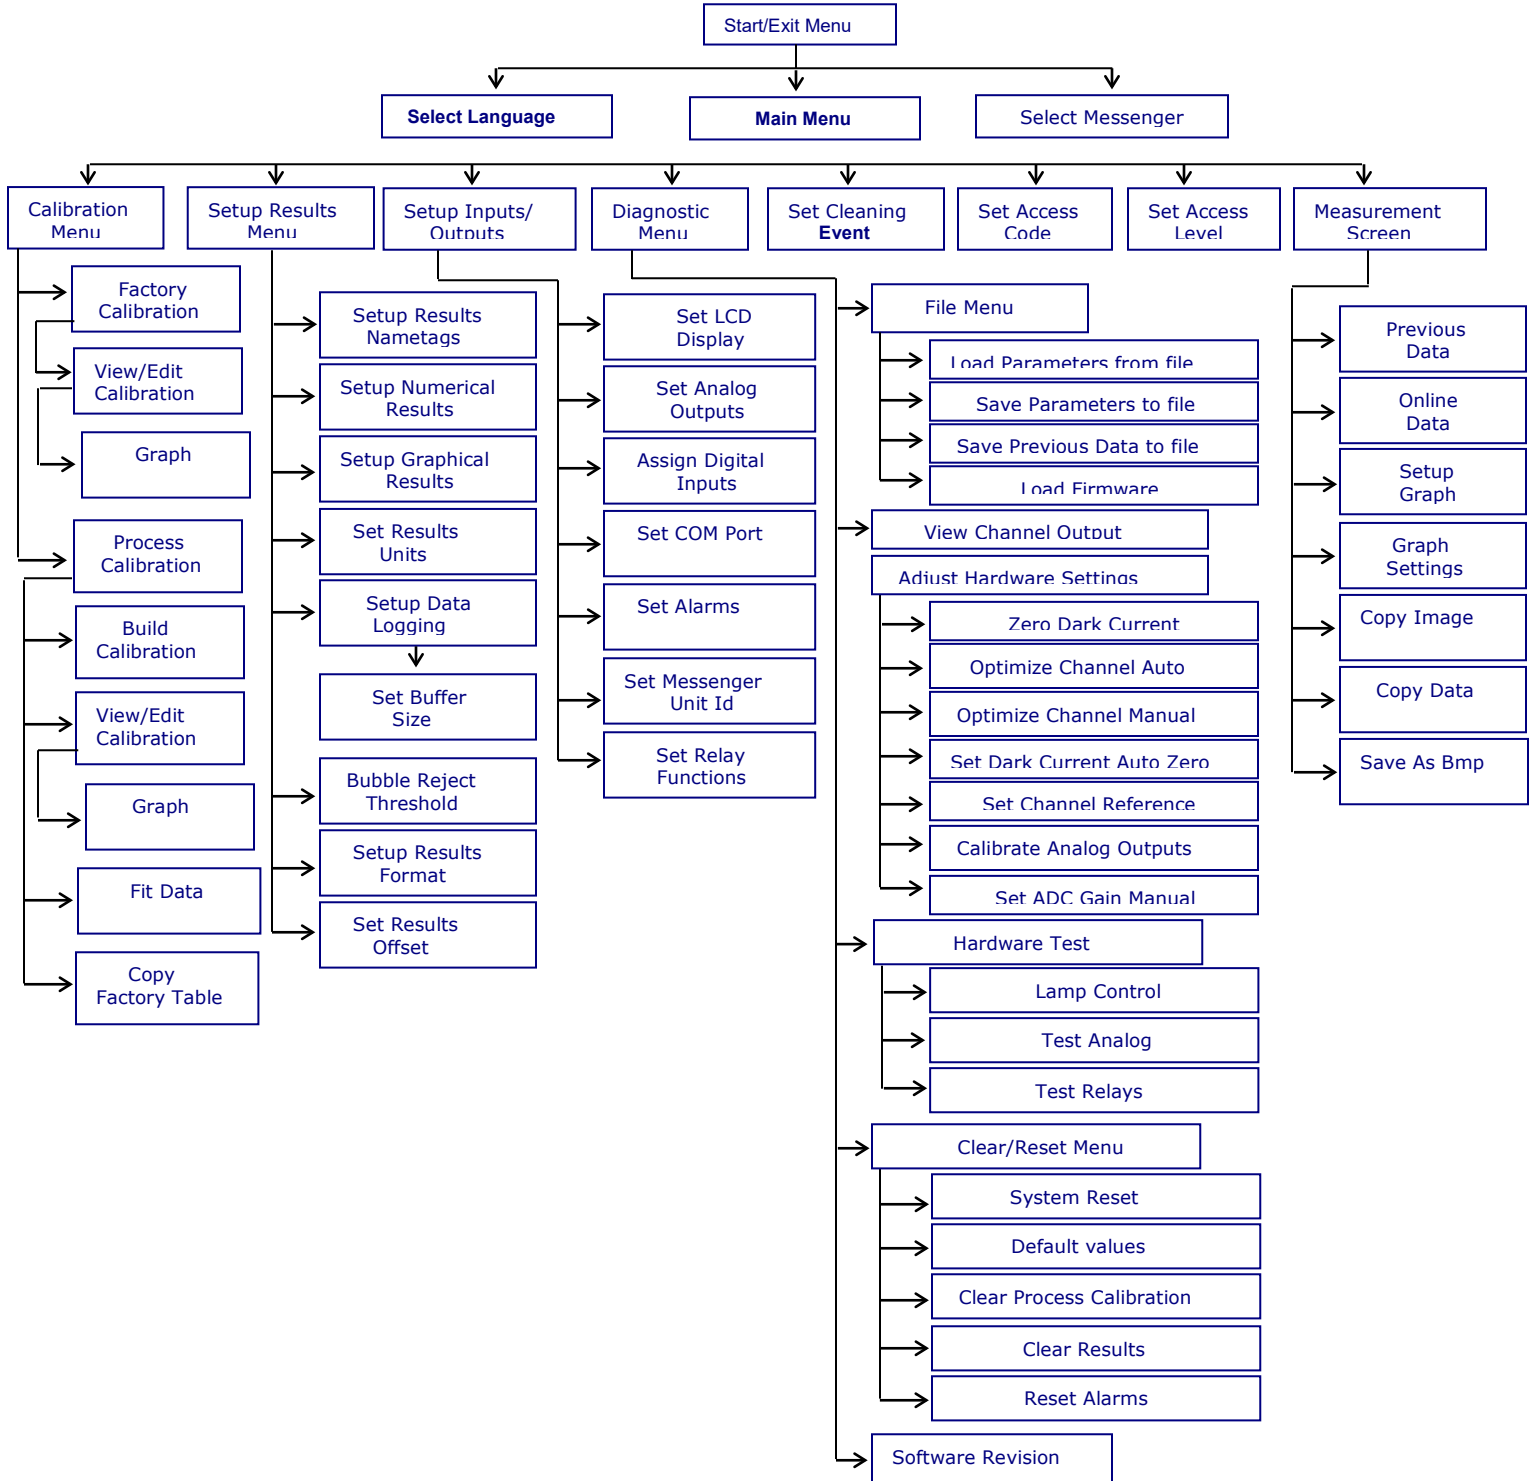 Start/Exit Menu
Select Language
Main Menu
Select Messenger
Calibration
Menu
Setup Results
Menu
Setup Inputs/
Outputs
Diagnostic
Menu
Set Cleaning
Event
Set Access
Code
Set Access
Level
Measurement
Screen
Factory
Calibration
View/Edit
Calibration
Graph
Process
Calibration
Build
Calibration
View/Edit
Calibration
Graph
Fit Data
Copy
Factory Table
Setup Results
Nametags
Setup Numerical
Results
Setup Graphical
Results
Set Results
Units
Setup Data
Logging
Set Buffer
Size
Bubble Reject
Threshold
Setup Results
Format
Set Results
Offset
Set LCD
Display
Set Analog
Outputs
Assign Digital
Inputs
Set COM Port
Set Alarms
Set Messenger
Unit Id
Set Relay
Functions
File Menu
Load Parameters from file
Save Parameters to file
Save Previous Data to file
Load Firmware
View Channel Output
Adjust Hardware Settings
Zero Dark Current
Optimize Channel Auto
Optimize Channel Manual
Set Dark Current Auto Zero
Set Channel Reference
Calibrate Analog Outputs
Set ADC Gain Manual
Hardware Test
Lamp Control
Test Analog
Test Relays
Clear/Reset Menu
System Reset
Default values
Clear Process Calibration
Clear Results
Reset Alarms
Software Revision
Previous
Data
Online
Data
Setup
Graph
Graph
Settings
Copy Image
Copy Data
Save As Bmp